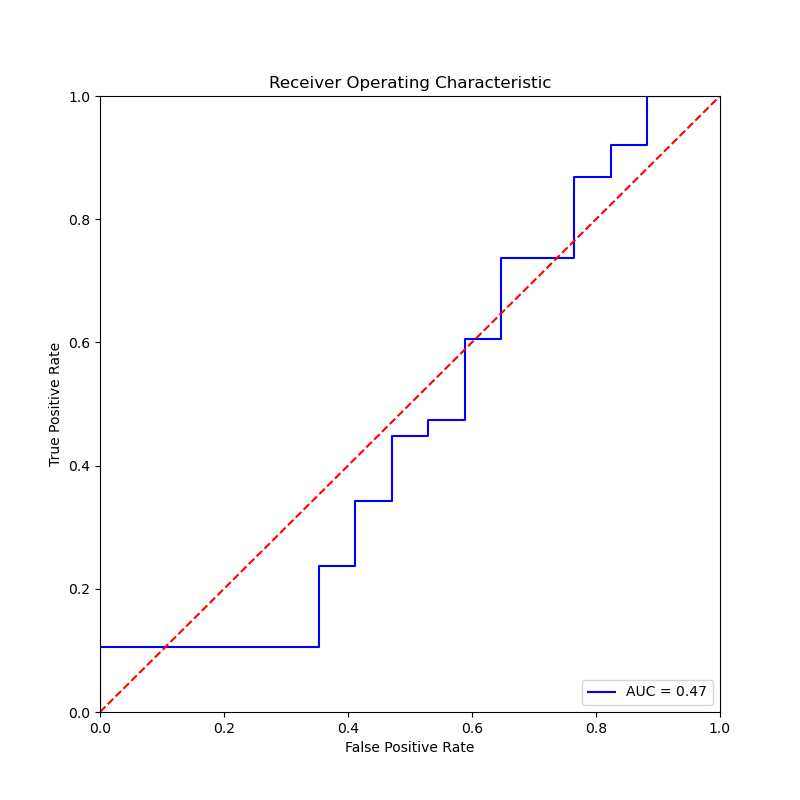 Receiver Operating Characteristic
1.0
0.8
0.6
0.4
0.2
0.0
True Positive Rate
AUC = 0.47
0.0 0.2 0.4 0.6 0.8 1.0
False Positive Rate